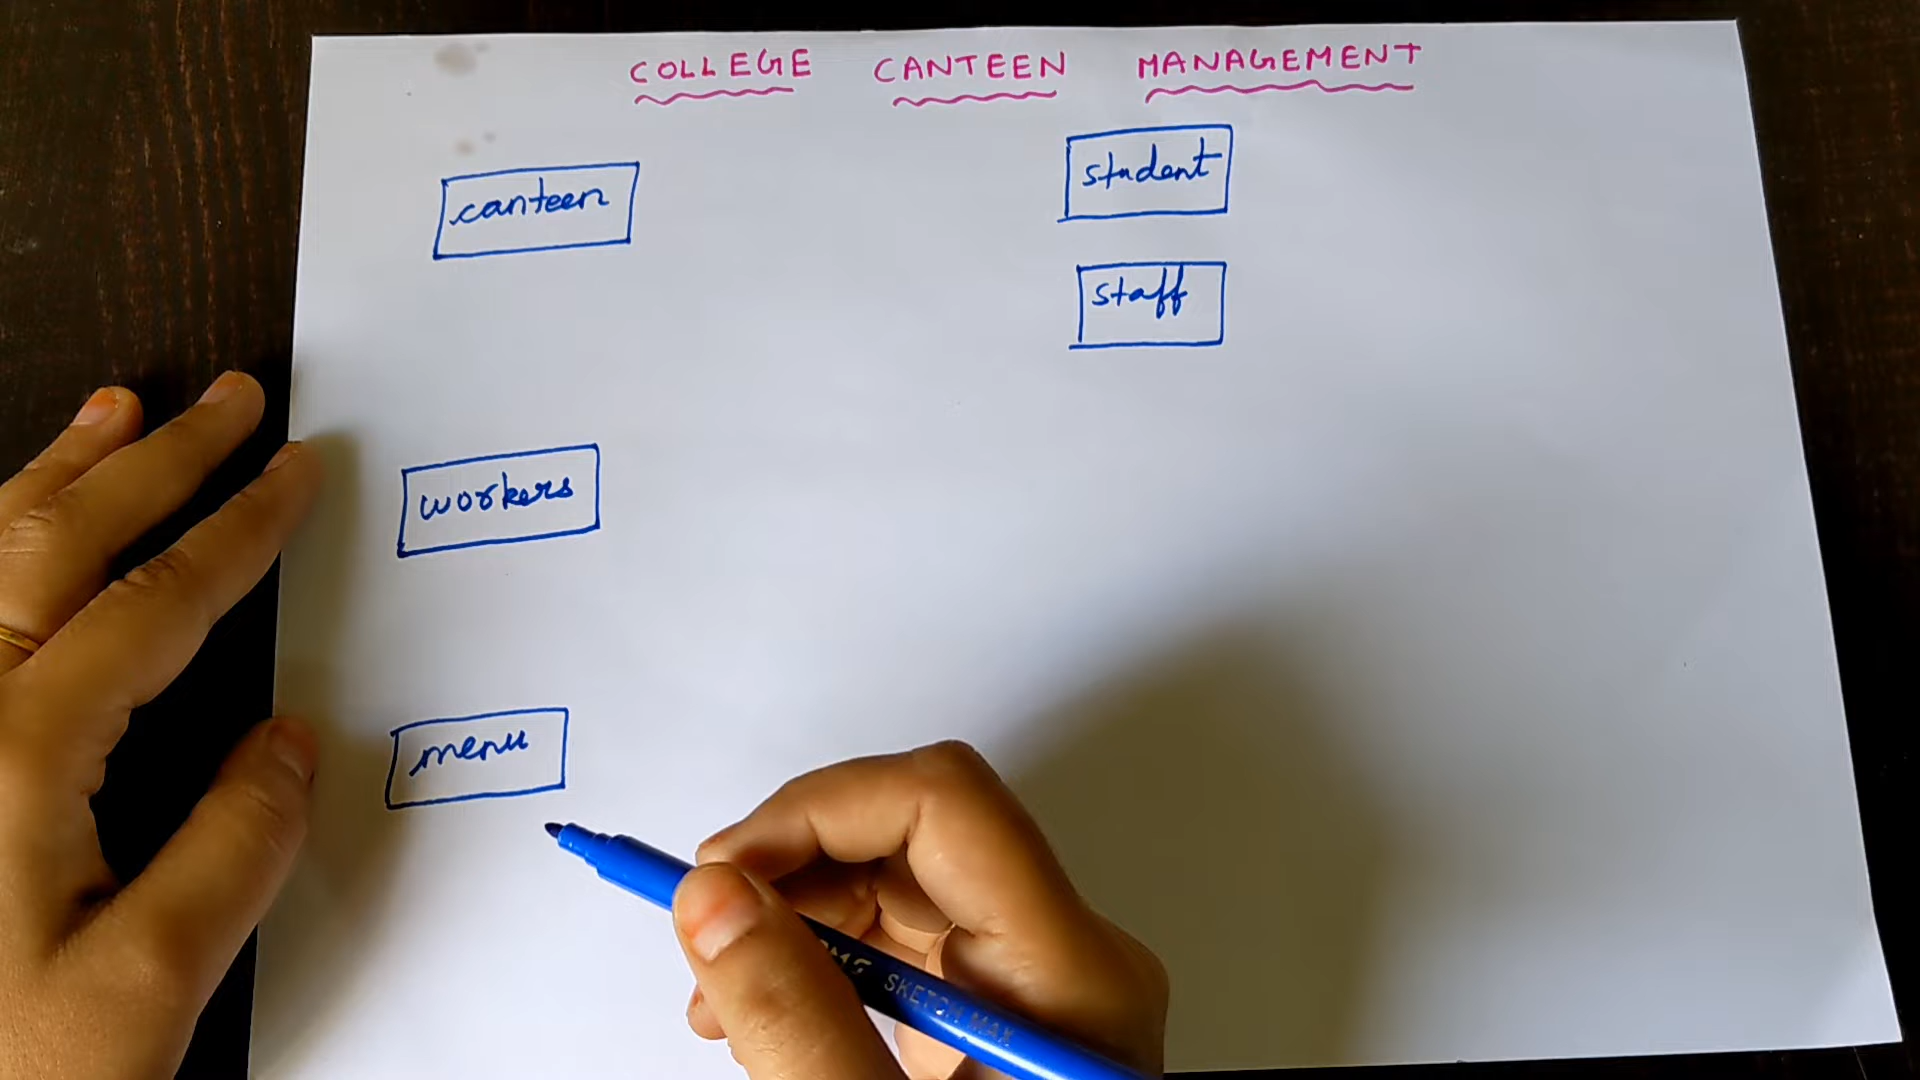 COLLEGE CANTEEN MANAGEMENT
canteen
student
staff
workers
menu
SKETCH MAX